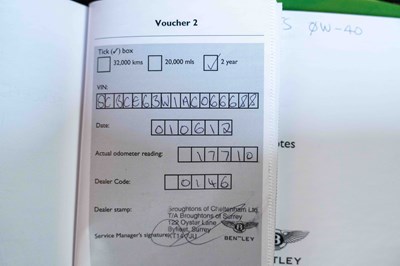 Voucher 2
5 0W-40
Tick (✓) box
32,000 kms 20,000 mls ✓ 2 year
VIN:
SCBCE63W1AC066688
Date:
010612
Actual odometer reading:
17710
otes
Dealer Code:
0146
Dealer stamp:
Broughtons of Cheltenham Ltd
T/A Broughtons of Surrey
Oyster Lane
Byfleet, Surrey
Service Manager's signature
BENTLEY
TLEY